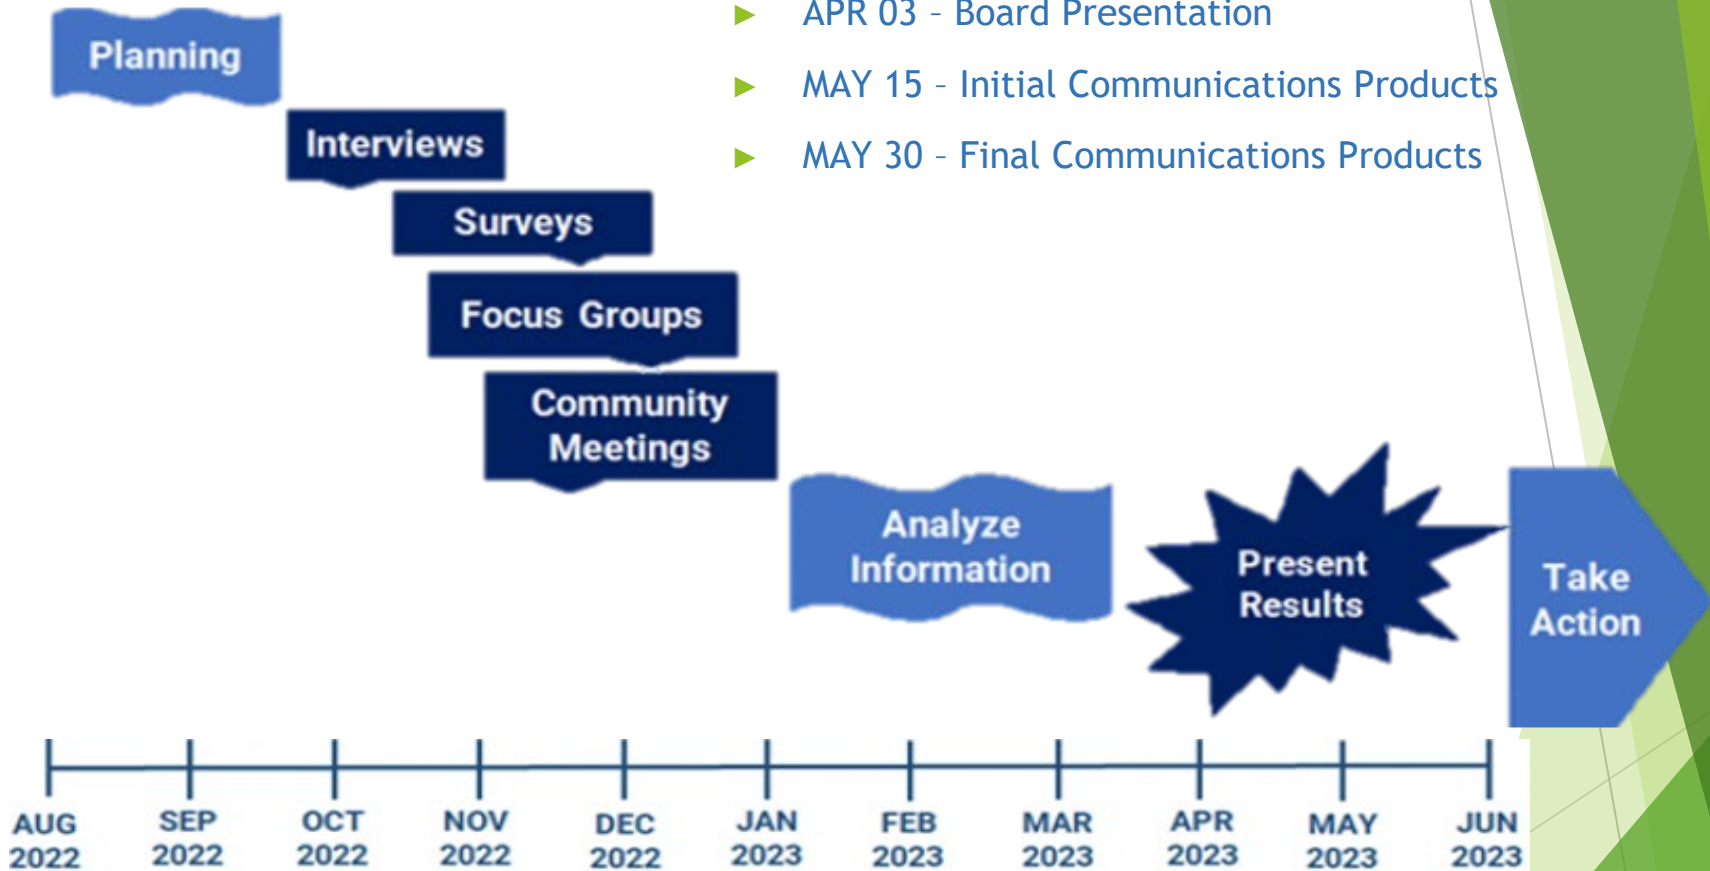 APR 03 – Board Presentation
MAY 15 – Initial Communications Products
MAY 30 – Final Communications Products
Planning
Interviews
Surveys
Focus Groups
Community
Meetings
Analyze
Information
Present
Results
Take
Action
AUG
2022
SEP
2022
OCT
2022
NOV
2022
DEC
2022
JAN
2023
FEB
2023
MAR
2023
APR
2023
MAY
2023
JUN
2023